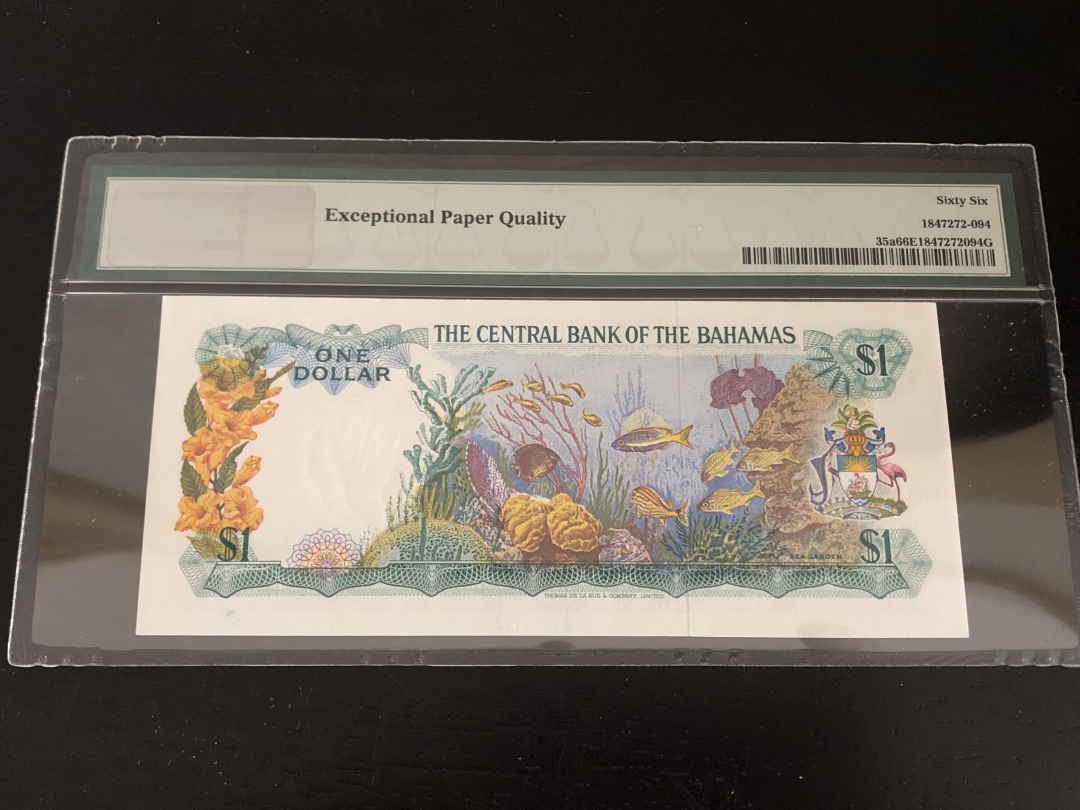 Exceptional Paper Quality
Sixty Six
1847272-094
35a66E1847272094G
THE CENTRAL BANK OF THE BAHAMAS
ONE
DOLLAR
$1
$1
SEA GARDEN
$1
THOMAS DE LA RUE & COMPANY, LIMITED